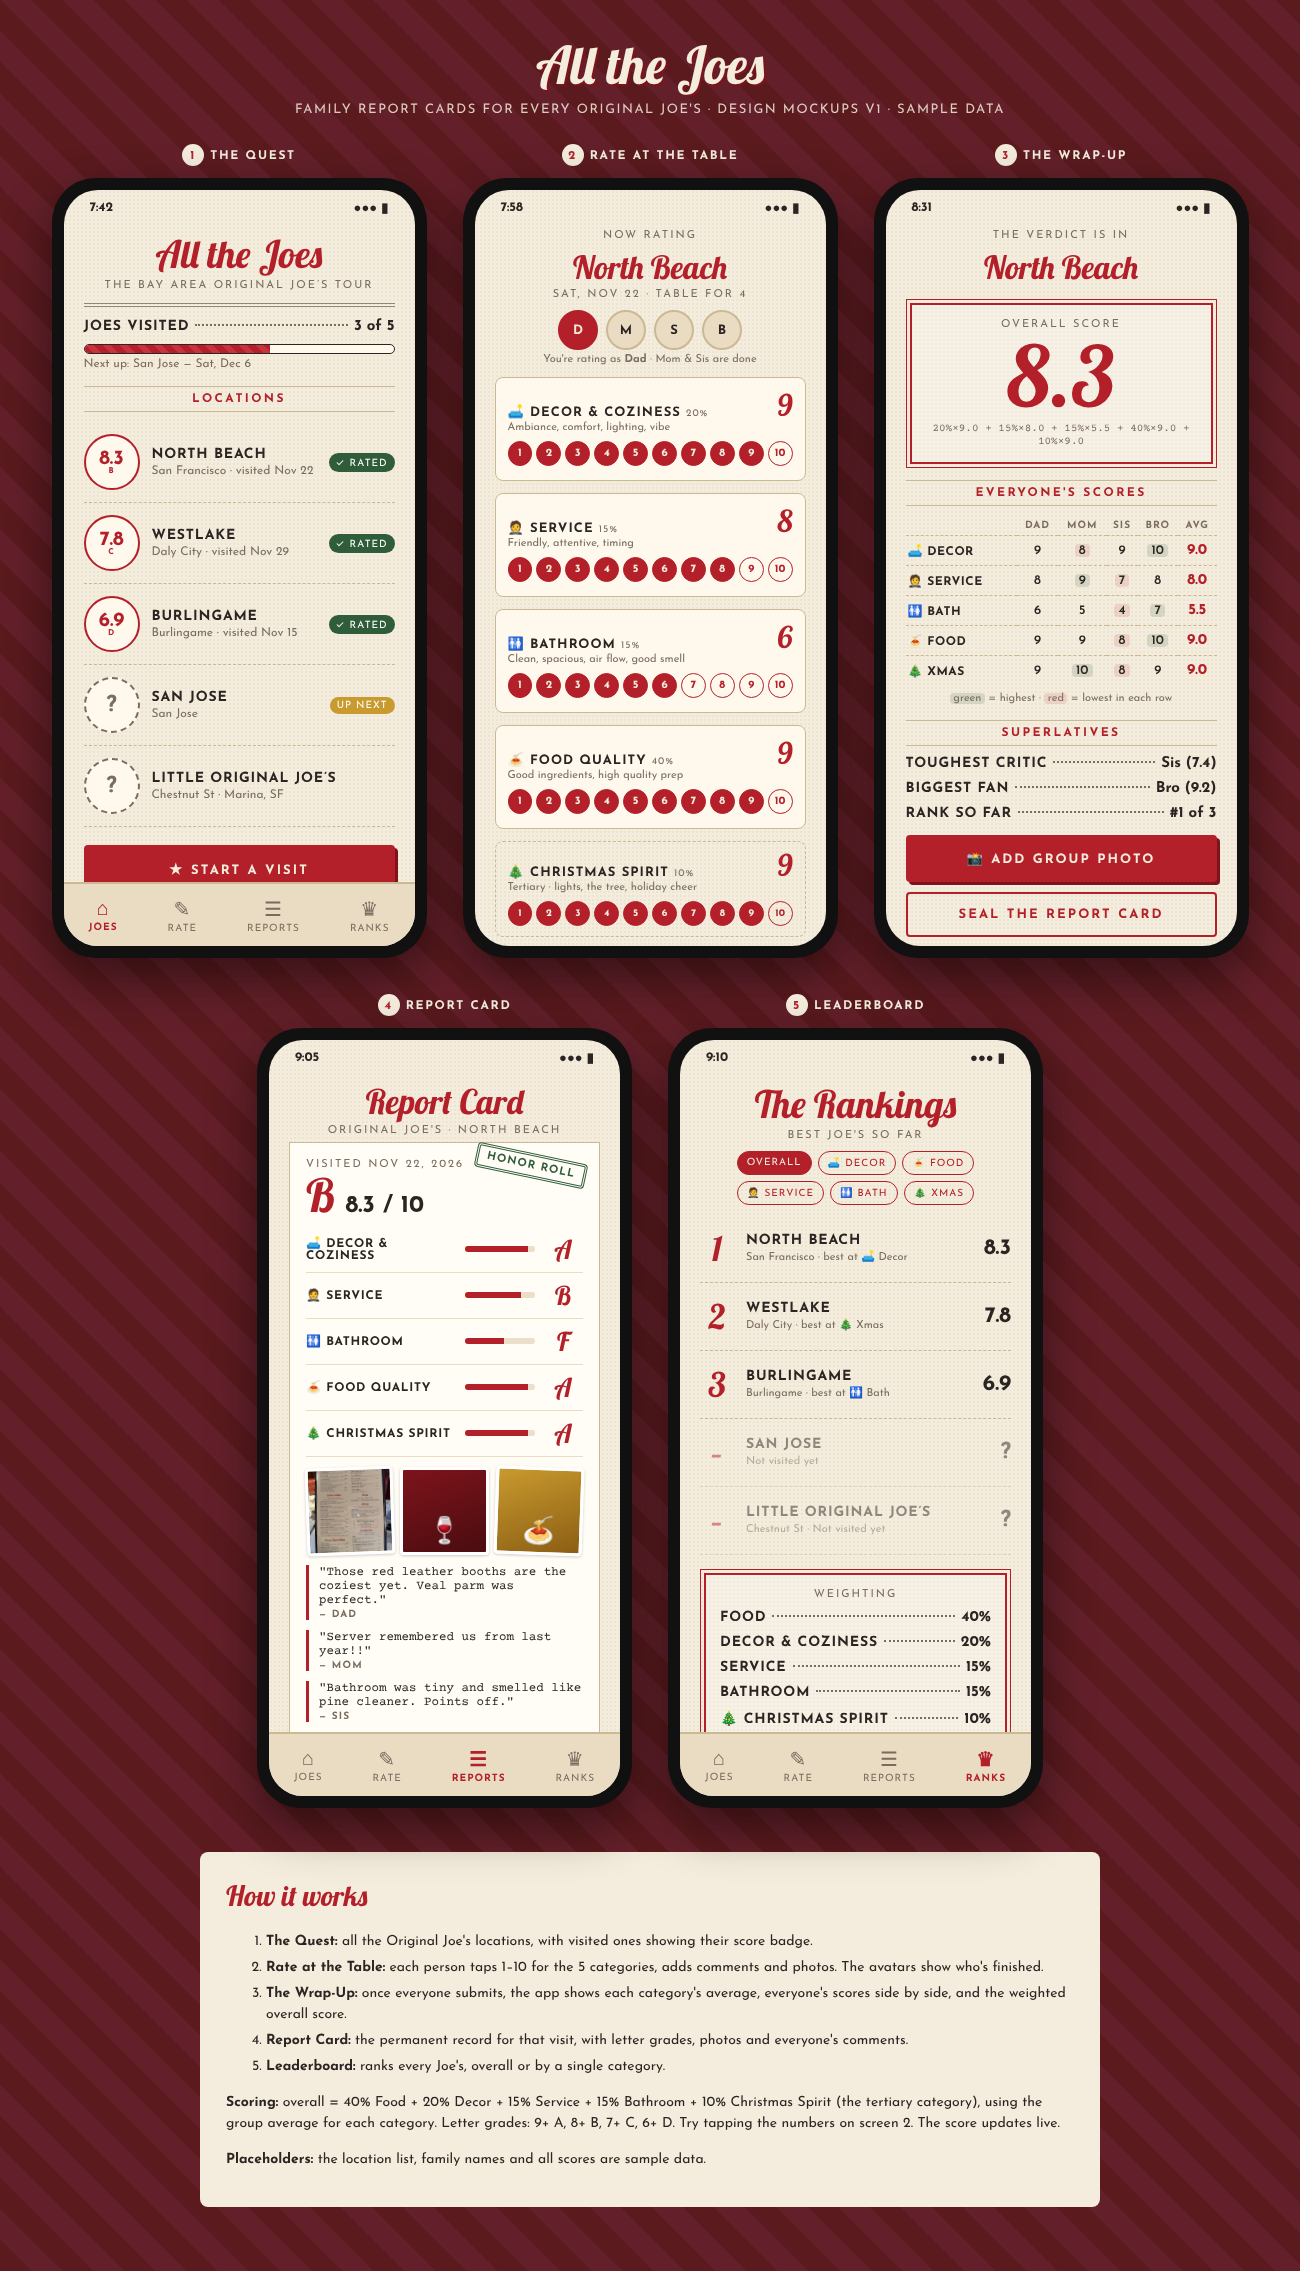 All the Joes
FAMILY REPORT CARDS FOR EVERY ORIGINAL JOE'S · DESIGN MOCKUPS V1 · SAMPLE DATA
1 THE QUEST
7:42
All the Joes
THE BAY AREA ORIGINAL JOE'S TOUR
JOES VISITED 3 of 5
Next up: San Jose – Sat, Dec 6
LOCATIONS
8.3 B
NORTH BEACH
San Francisco · visited Nov 22
✓ RATED
7.8 C
WESTLAKE
Daly City · visited Nov 29
✓ RATED
6.9 D
BURLINGAME
Burlingame · visited Nov 15
✓ RATED
?
SAN JOSE
San Jose
UP NEXT
?
LITTLE ORIGINAL JOE'S
Chestnut St · Marina, SF
★ START A VISIT
JOES RATE REPORTS RANKS
2 RATE AT THE TABLE
7:58
NOW RATING
North Beach
SAT, NOV 22 · TABLE FOR 4
D M S B
You're rating as Dad · Mom & Sis are done
DECOR & COZINESS 20% 9
Ambiance, comfort, lighting, vibe
1 2 3 4 5 6 7 8 9 10
SERVICE 15% 8
Friendly, attentive, timing
1 2 3 4 5 6 7 8 9 10
BATHROOM 15% 6
Clean, spacious, air flow, good smell
1 2 3 4 5 6 7 8 9 10
FOOD QUALITY 40% 9
Good ingredients, high quality prep
1 2 3 4 5 6 7 8 9 10
CHRISTMAS SPIRIT 10% 9
Tertiary · lights, the tree, holiday cheer
1 2 3 4 5 6 7 8 9 10
3 THE WRAP-UP
8:31
THE VERDICT IS IN
North Beach
OVERALL SCORE
8.3
20%×9.0 + 15%×8.0 + 15%×5.5 + 40%×9.0 +
10%×9.0
EVERYONE'S SCORES
DAD MOM SIS BRO AVG
DECOR 9 8 9 10 9.0
SERVICE 8 9 7 8 8.0
BATH 6 5 4 7 5.5
FOOD 9 9 8 10 9.0
XMAS 9 10 8 9 9.0
green = highest · red = lowest in each row
SUPERLATIVES
TOUGHEST CRITIC Sis (7.4)
BIGGEST FAN Bro (9.2)
RANK SO FAR #1 of 3
ADD GROUP PHOTO
SEAL THE REPORT CARD
4 REPORT CARD
9:05
Report Card
ORIGINAL JOE'S · NORTH BEACH
VISITED NOV 22, 2026
HONOR ROLL
B 8.3 / 10
DECOR &
COZINESS A
SERVICE B
BATHROOM F
FOOD QUALITY A
CHRISTMAS SPIRIT A
"Those red leather booths are the
coziest yet. Veal parm was
perfect."
– DAD
"Server remembered us from last
year!!"
– MOM
"Bathroom was tiny and smelled like
pine cleaner. Points off."
– SIS
JOES RATE REPORTS RANKS
5 LEADERBOARD
9:10
The Rankings
BEST JOE'S SO FAR
OVERALL DECOR FOOD
SERVICE BATH XMAS
1 NORTH BEACH 8.3
San Francisco · best at Decor
2 WESTLAKE 7.8
Daly City · best at Xmas
3 BURLINGAME 6.9
Burlingame · best at Bath
– SAN JOSE ?
Not visited yet
– LITTLE ORIGINAL JOE'S ?
Chestnut St · Not visited yet
WEIGHTING
FOOD 40%
DECOR & COZINESS 20%
SERVICE 15%
BATHROOM 15%
CHRISTMAS SPIRIT 10%
JOES RATE REPORTS RANKS
How it works
1. The Quest: all the Original Joe's locations, with visited ones showing their score badge.
2. Rate at the Table: each person taps 1–10 for the 5 categories, adds comments and photos. The avatars show who's finished.
3. The Wrap-Up: once everyone submits, the app shows each category's average, everyone's scores side by side, and the weighted
overall score.
4. Report Card: the permanent record for that visit, with letter grades, photos and everyone's comments.
5. Leaderboard: ranks every Joe's, overall or by a single category.
Scoring: overall = 40% Food + 20% Decor + 15% Service + 15% Bathroom + 10% Christmas Spirit (the tertiary category), using the
group average for each category. Letter grades: 9+ A, 8+ B, 7+ C, 6+ D. Try tapping the numbers on screen 2. The score updates live.
Placeholders: the location list, family names and all scores are sample data.